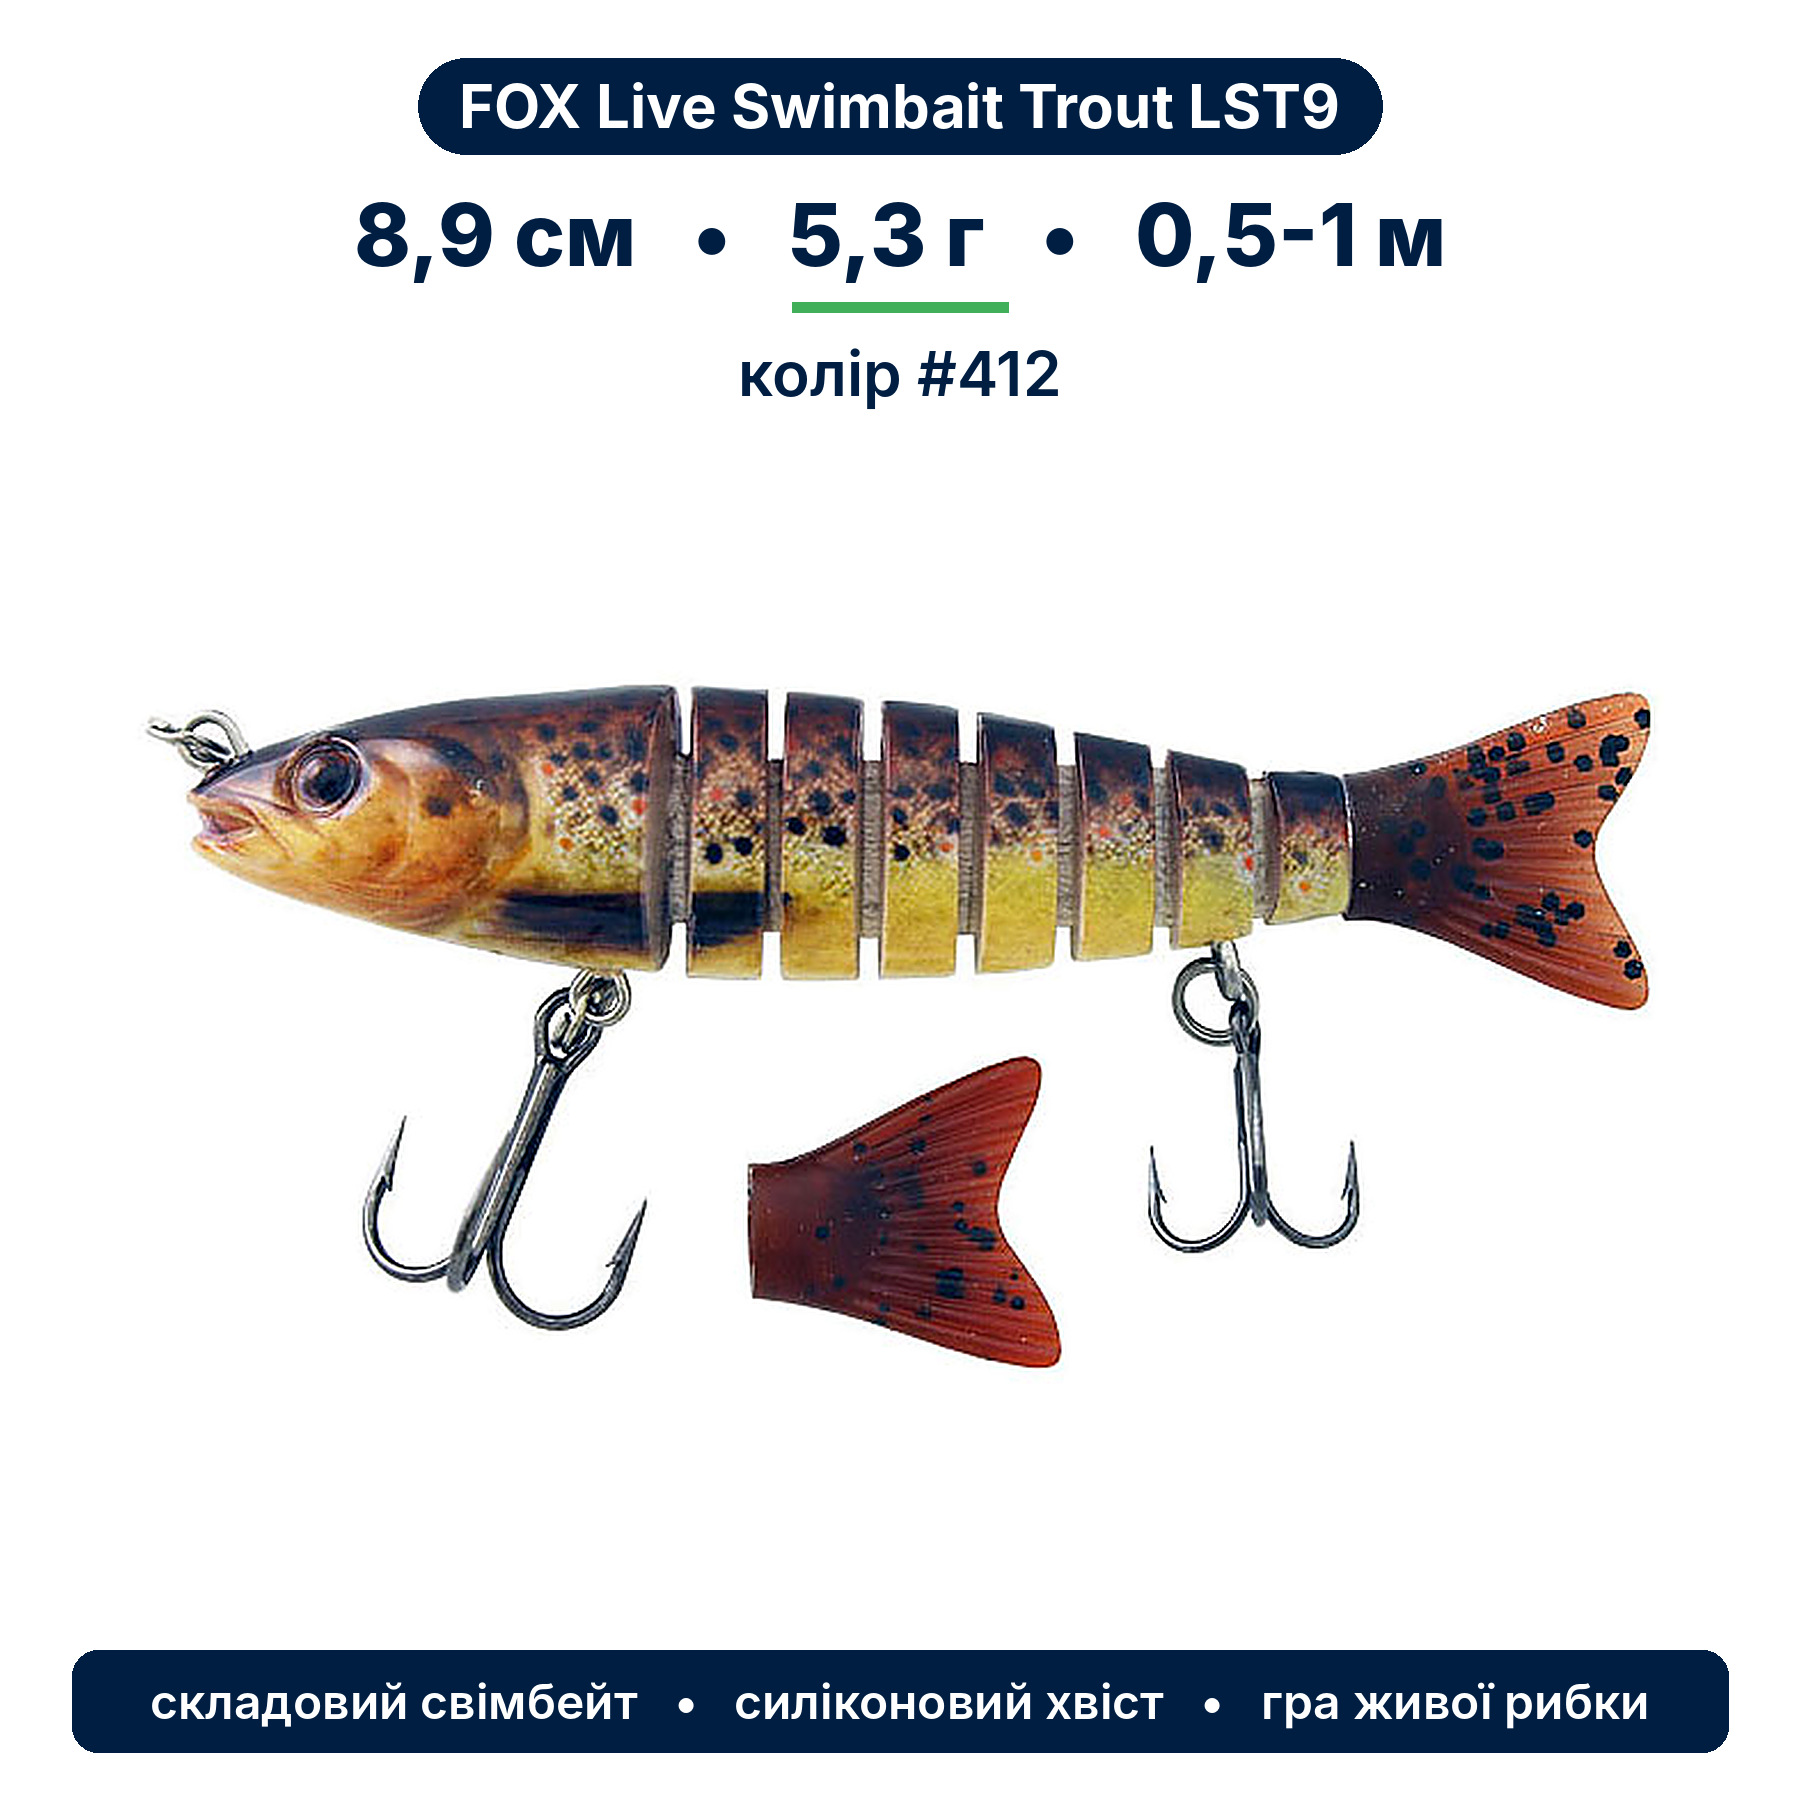 FOX Live Swimbait Trout LST9
8,9 см • 5,3 г • 0,5-1 м
колір #412
складовий свімбейт • силіконовий хвіст • гра живої рибки